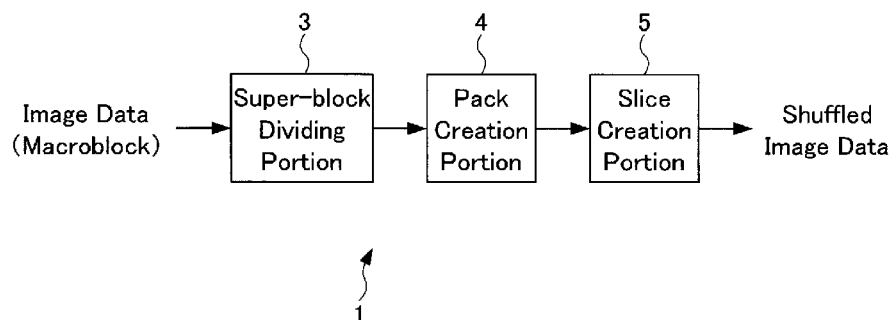 3
4
5
Image Data
(Macroblock)
Super-block
Dividing
Portion
Pack
Creation
Portion
Slice
Creation
Portion
Shuffled
Image Data
1